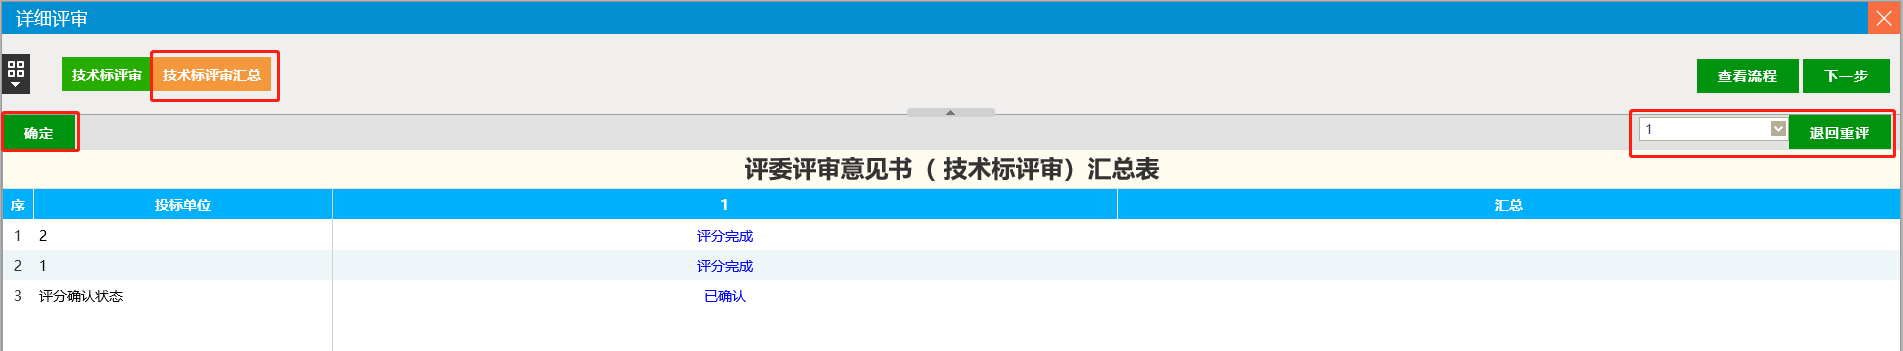 详细评审
技术标评审 技术标评审汇总 查看流程 下一步
确定 1 退回重评
评委评审意见书（ 技术标评审）汇总表
序 投标单位 1 汇总
1 2 评分完成
2 1 评分完成
3 评分确认状态 已确认